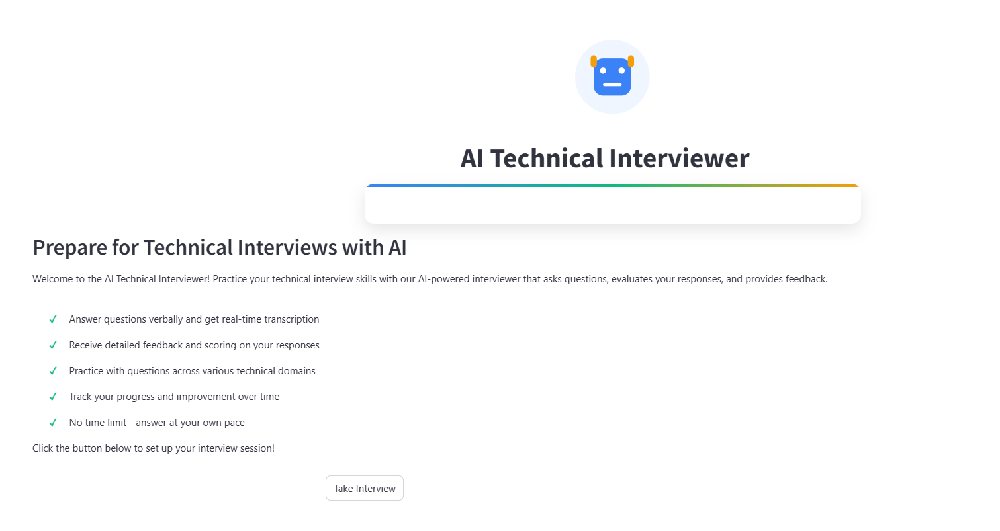 AI Technical Interviewer
Prepare for Technical Interviews with AI
Welcome to the AI Technical Interviewer! Practice your technical interview skills with our AI-powered interviewer that asks questions, evaluates your responses, and provides feedback.
✓ Answer questions verbally and get real-time transcription
✓ Receive detailed feedback and scoring on your responses
✓ Practice with questions across various technical domains
✓ Track your progress and improvement over time
✓ No time limit - answer at your own pace
Click the button below to set up your interview session!
Take Interview